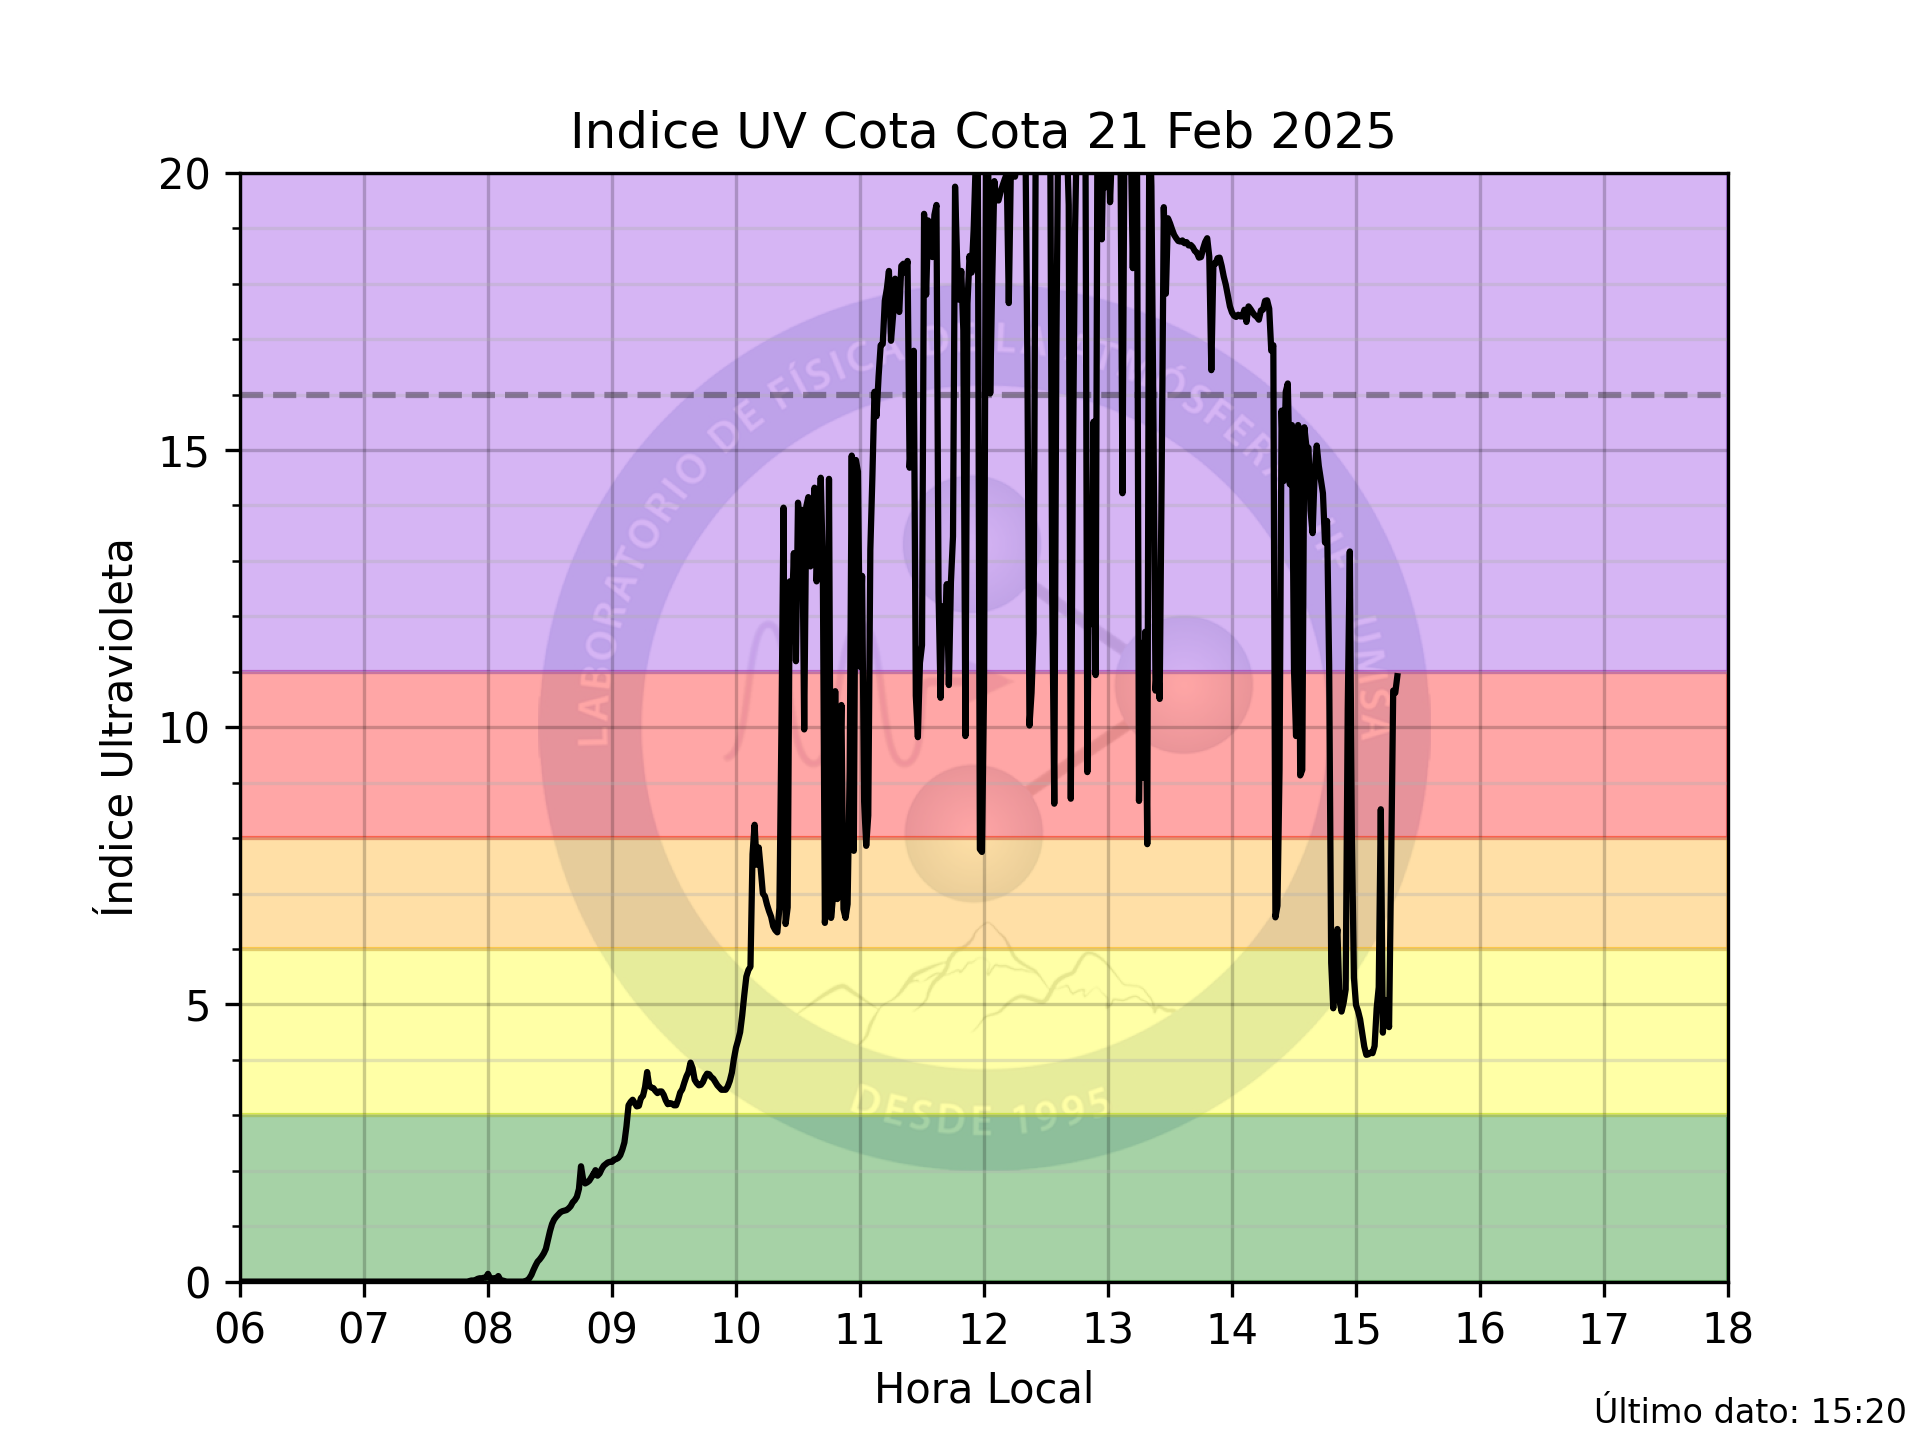 Indice UV Cota Cota 21 Feb 2025
20
15
10
5
0
Índice Ultravioleta
LABORATORIO DE FÍSICA DE LA ATMÓSFERA
UMSA
DESDE 1995
06 07 08 09 10 11 12 13 14 15 16 17 18
Hora Local
Último dato: 15:20